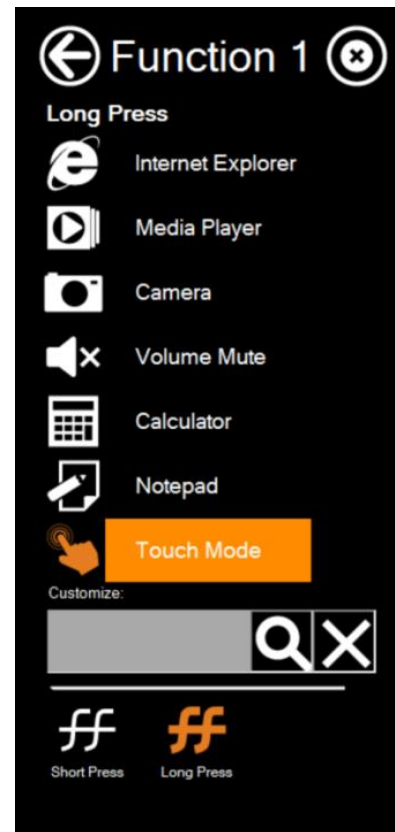 Function 1
Long Press
Internet Explorer
Media Player
Camera
Volume Mute
Calculator
Notepad
Touch Mode
Customize:
Short Press
Long Press